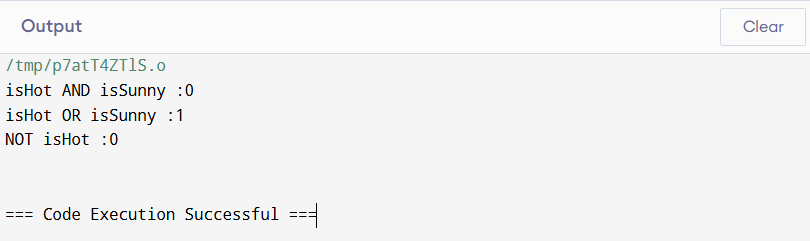 Output
Clear
/tmp/p7atT4ZTlS.o
isHot AND isSunny :0
isHot OR isSunny :1
NOT isHot :0
=== Code Execution Successful ===